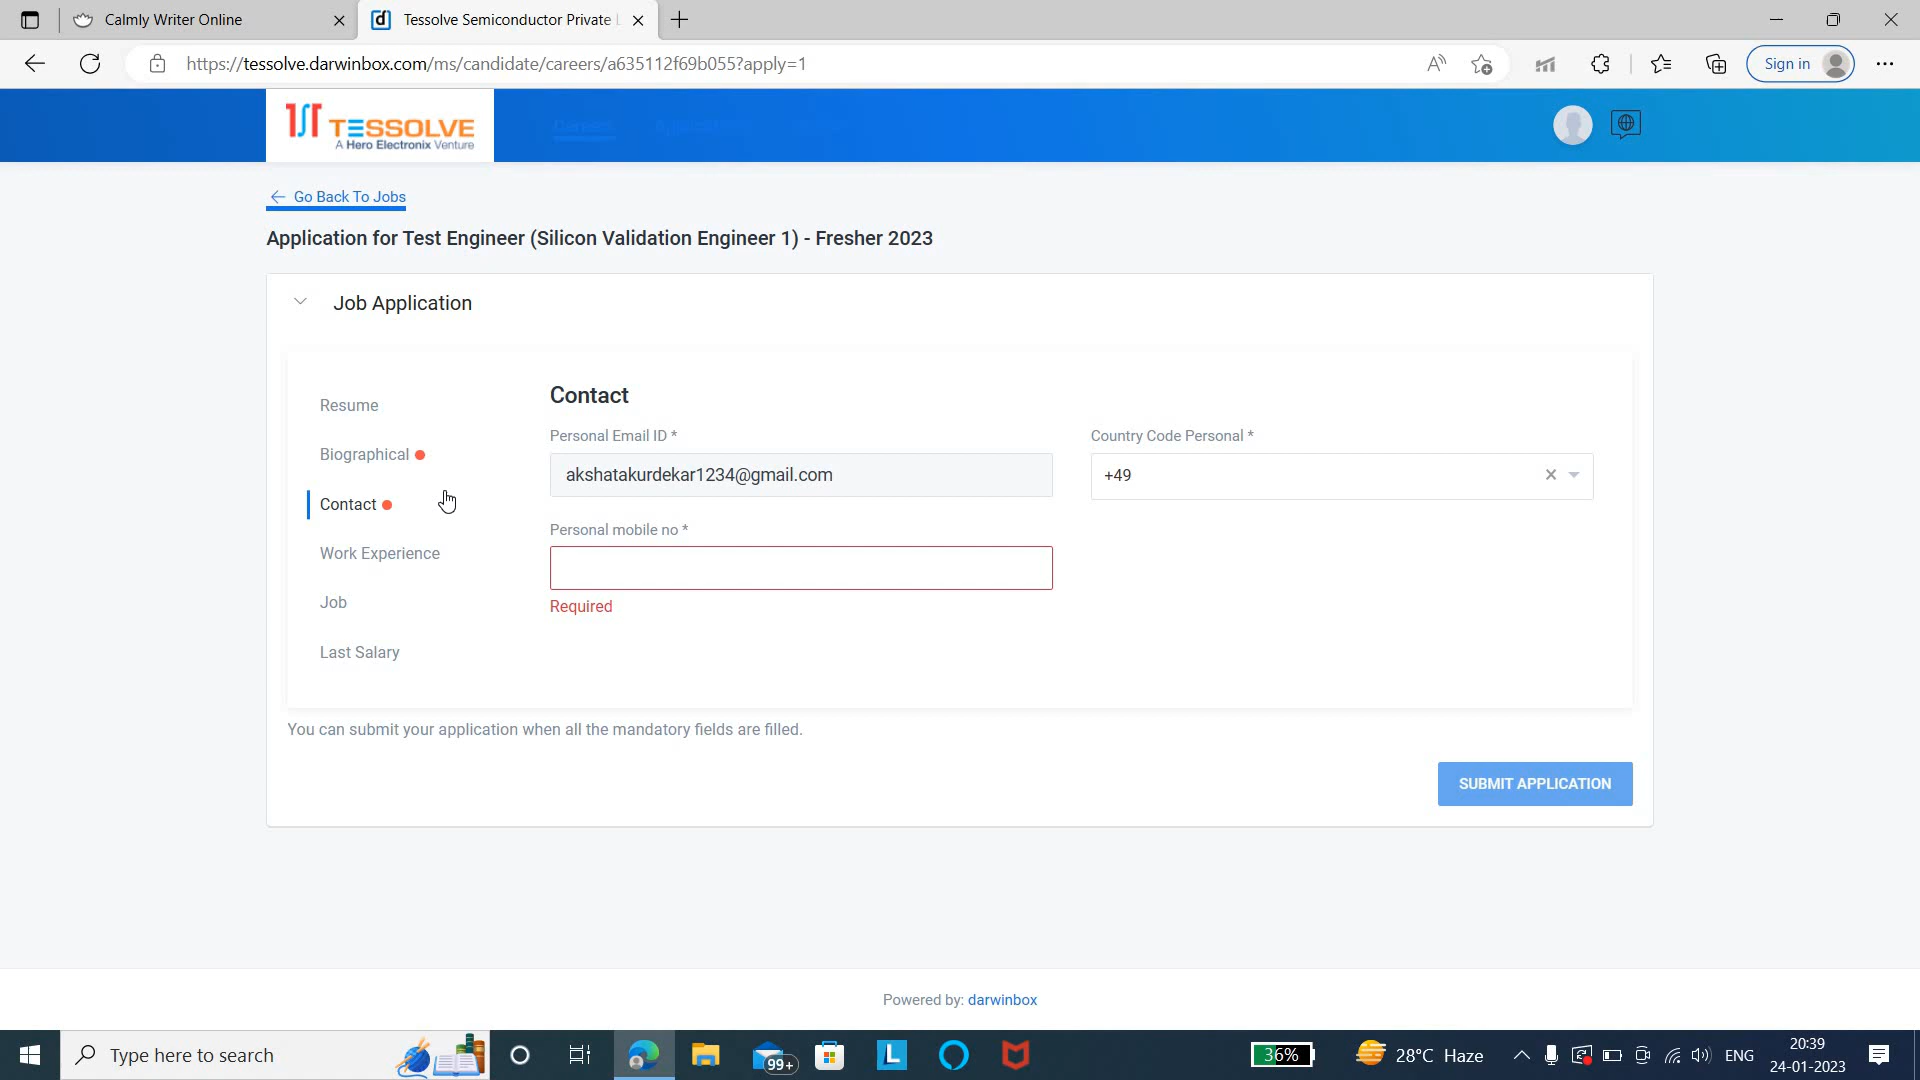 Calmly Writer Online
Tessolve Semiconductor Private L
https://tessolve.darwinbox.com/ms/candidate/careers/a635112f69b055?apply=1
Sign in
TESSOLVE
A Hero Electronix Venture
Careers
Go Back To Jobs
Application for Test Engineer (Silicon Validation Engineer 1) - Fresher 2023
Job Application
Resume
Biographical
Contact
Work Experience
Job
Last Salary
Contact
Personal Email ID *
akshatakurdekar1234@gmail.com
Country Code Personal *
+49
Personal mobile no *
Required
You can submit your application when all the mandatory fields are filled.
SUBMIT APPLICATION
Powered by: darwinbox
Type here to search
99+
L
36%
28°C Haze
ENG
20:39
24-01-2023